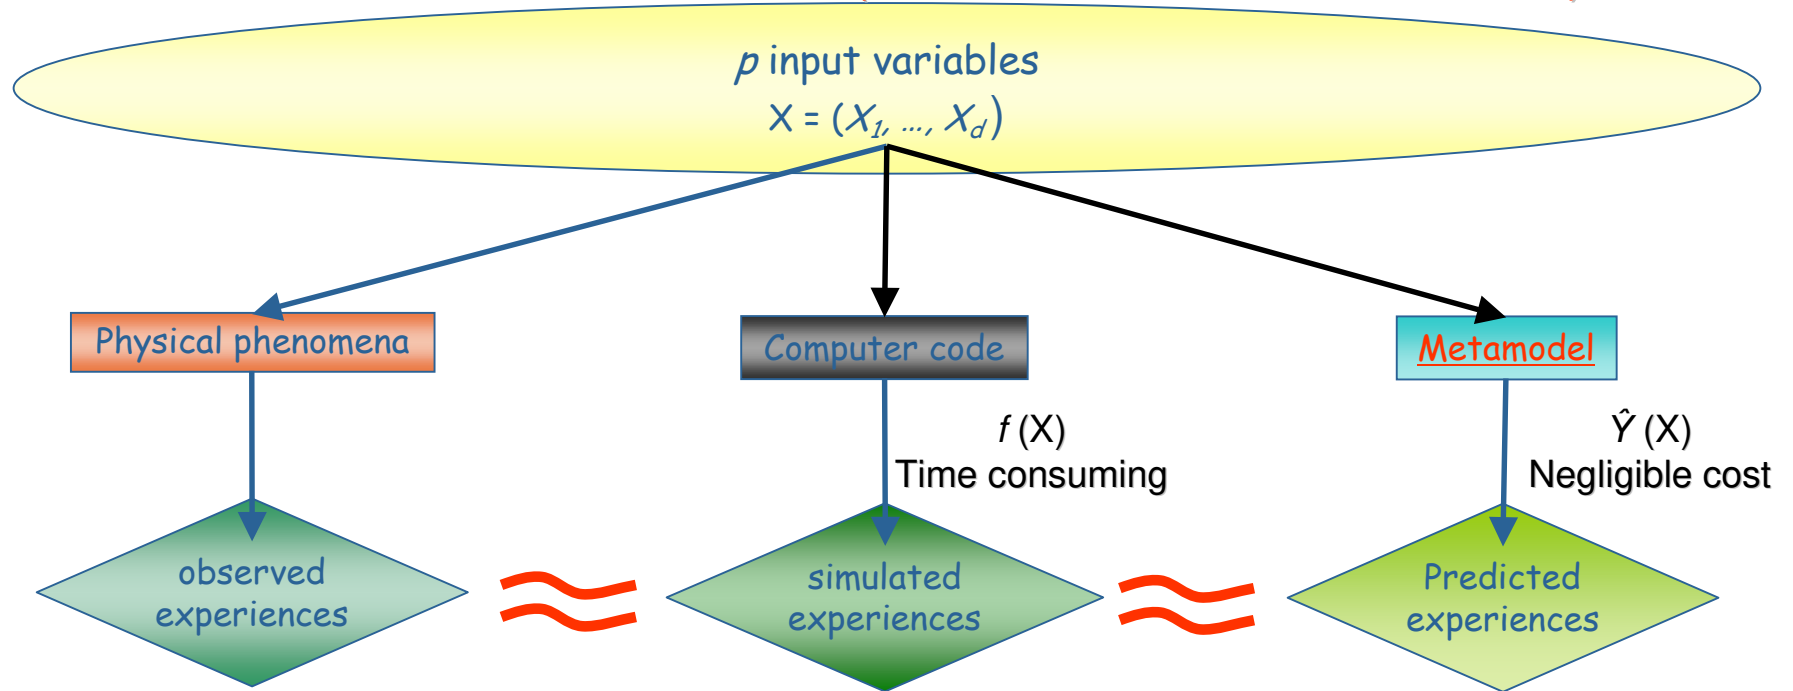 p input variables
X = (X1, ..., Xd)
Physical phenomena
Computer code
Metamodel
f (X)
Time consuming
Ŷ (X)
Negligible cost
observed
experiences
≈
simulated
experiences
≈
Predicted
experiences